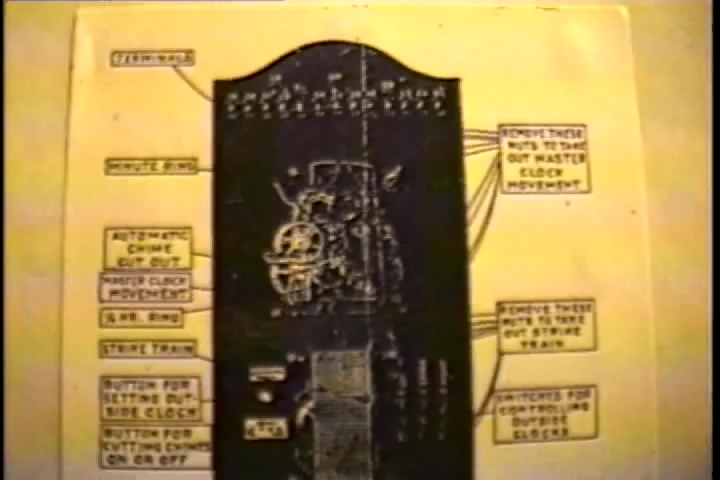 TERMINALS
MINUTE RING
AUTOMATIC
CHIME
CUT OUT
MASTER CLOCK
MOVEMENT
STRIKE TRAIN
BUTTON FOR
SETTING OUT-
SIDE CLOCK
BUTTON FOR
CUTTING CHIMES
ON OR OFF
REMOVE THESE
NUTS TO TAKE
OUT MASTER
CLOCK
MOVEMENT
REMOVE THESE
NUTS TO TAKE
OUT STRIKE
TRAIN
SWITCHES FOR
CONTROLLING
OUTSIDE
CLOCKS